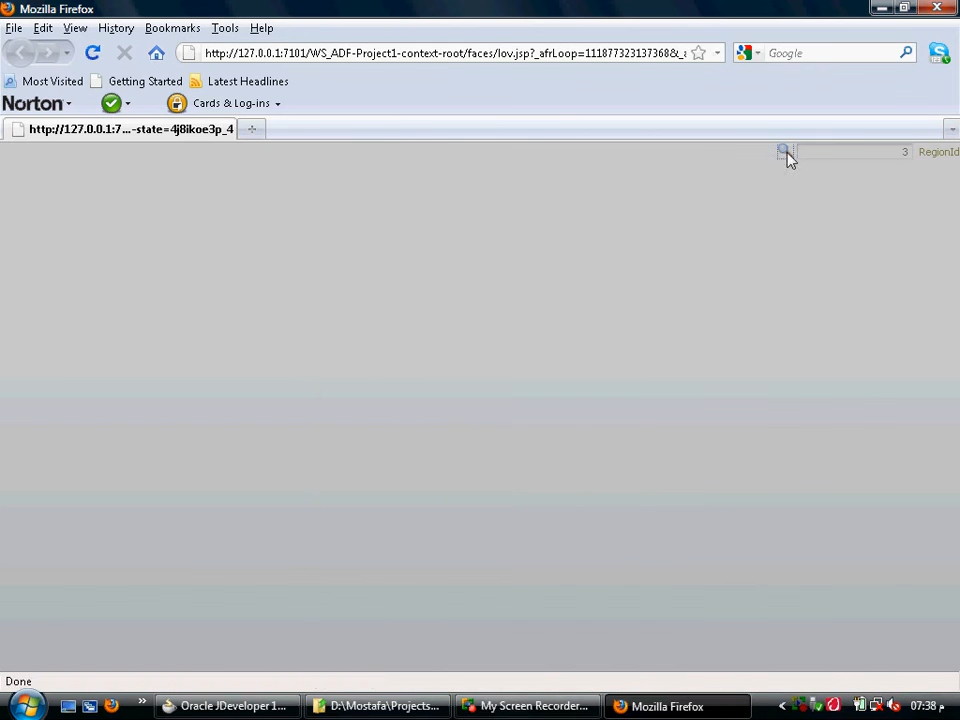 Mozilla Firefox
File Edit View History Bookmarks Tools Help
http://127.0.0.1:7101/WS_ADF-Project1-context-root/faces/lov.jsp?_afrLoop=111877323137368&_a
Google
Most Visited Getting Started Latest Headlines
Norton Cards & Log-ins
http://127.0.0.1:7...-state=4j8ikoe3p_4
3 RegionId
Done
Oracle JDeveloper 1... D:\Mostafa\Projects... My Screen Recorder... Mozilla Firefox 07:38 م